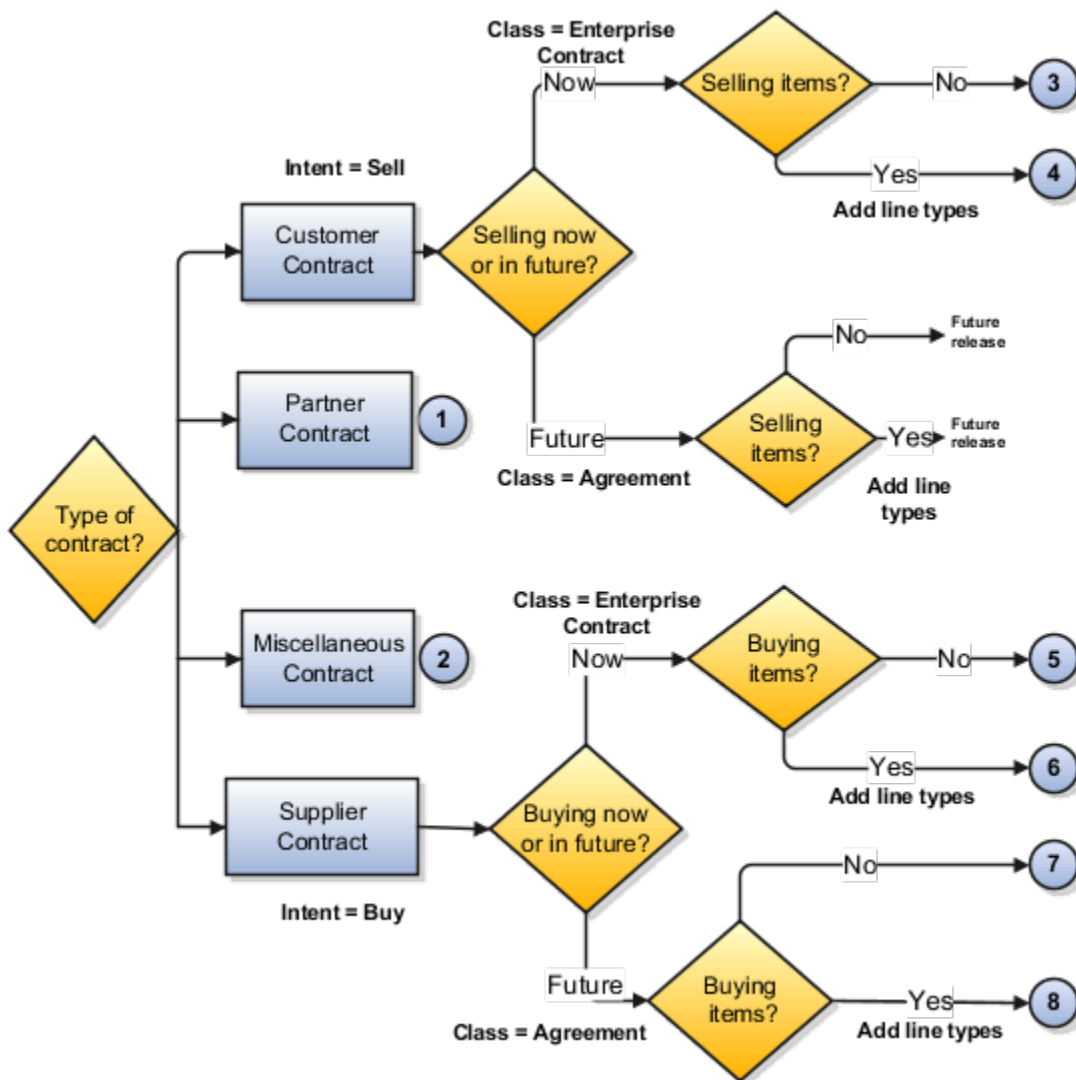 Class = Enterprise
Contract
Now
Selling items?
No
3
Yes
4
Add line types
Intent = Sell
Customer
Contract
Selling now
or in future?
No
Future
release
Partner
Contract
1
Selling
items?
Yes
Future
release
Future
Class = Agreement
Add line
types
Type of
contract?
Class = Enterprise
Contract
Miscellaneous
Contract
2
Now
Buying
items?
No
5
Yes
6
Add line types
Supplier
Contract
Buying now
or in future?
No
7
Intent = Buy
Future
Buying
items?
Yes
8
Class = Agreement
Add line types